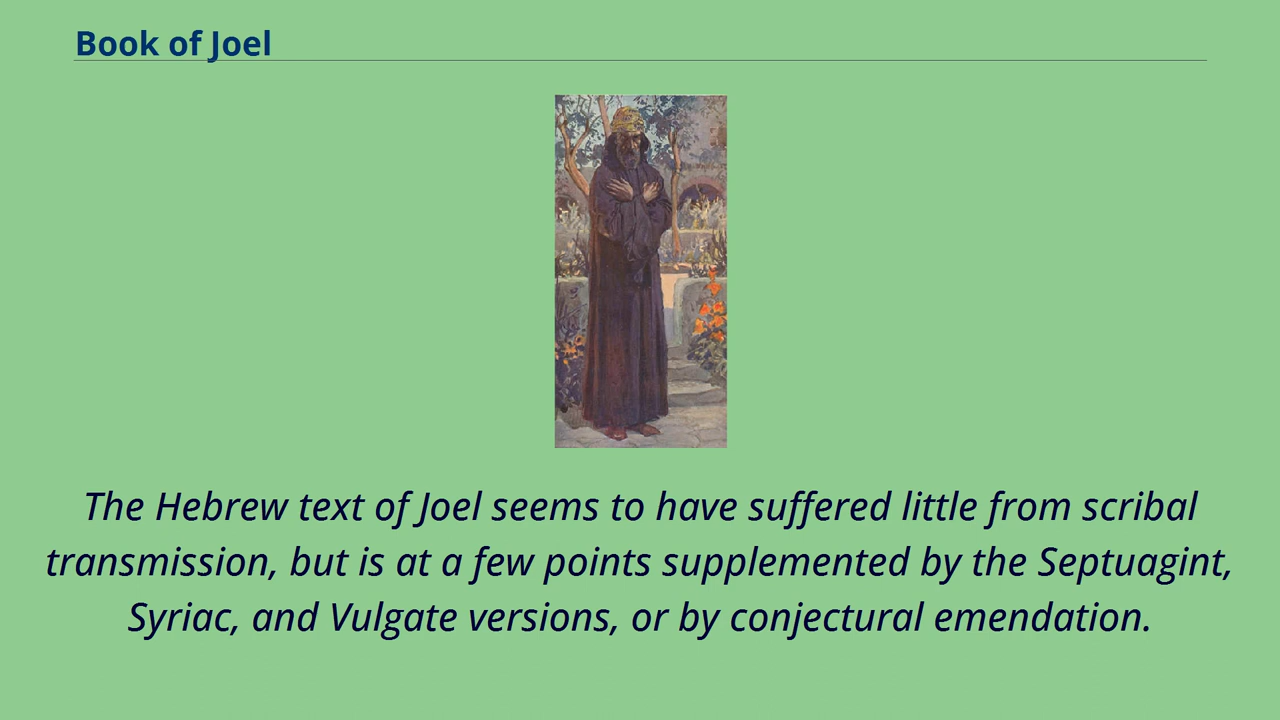 Book of Joel
The Hebrew text of Joel seems to have suffered little from scribal
transmission, but is at a few points supplemented by the Septuagint,
Syriac, and Vulgate versions, or by conjectural emendation.